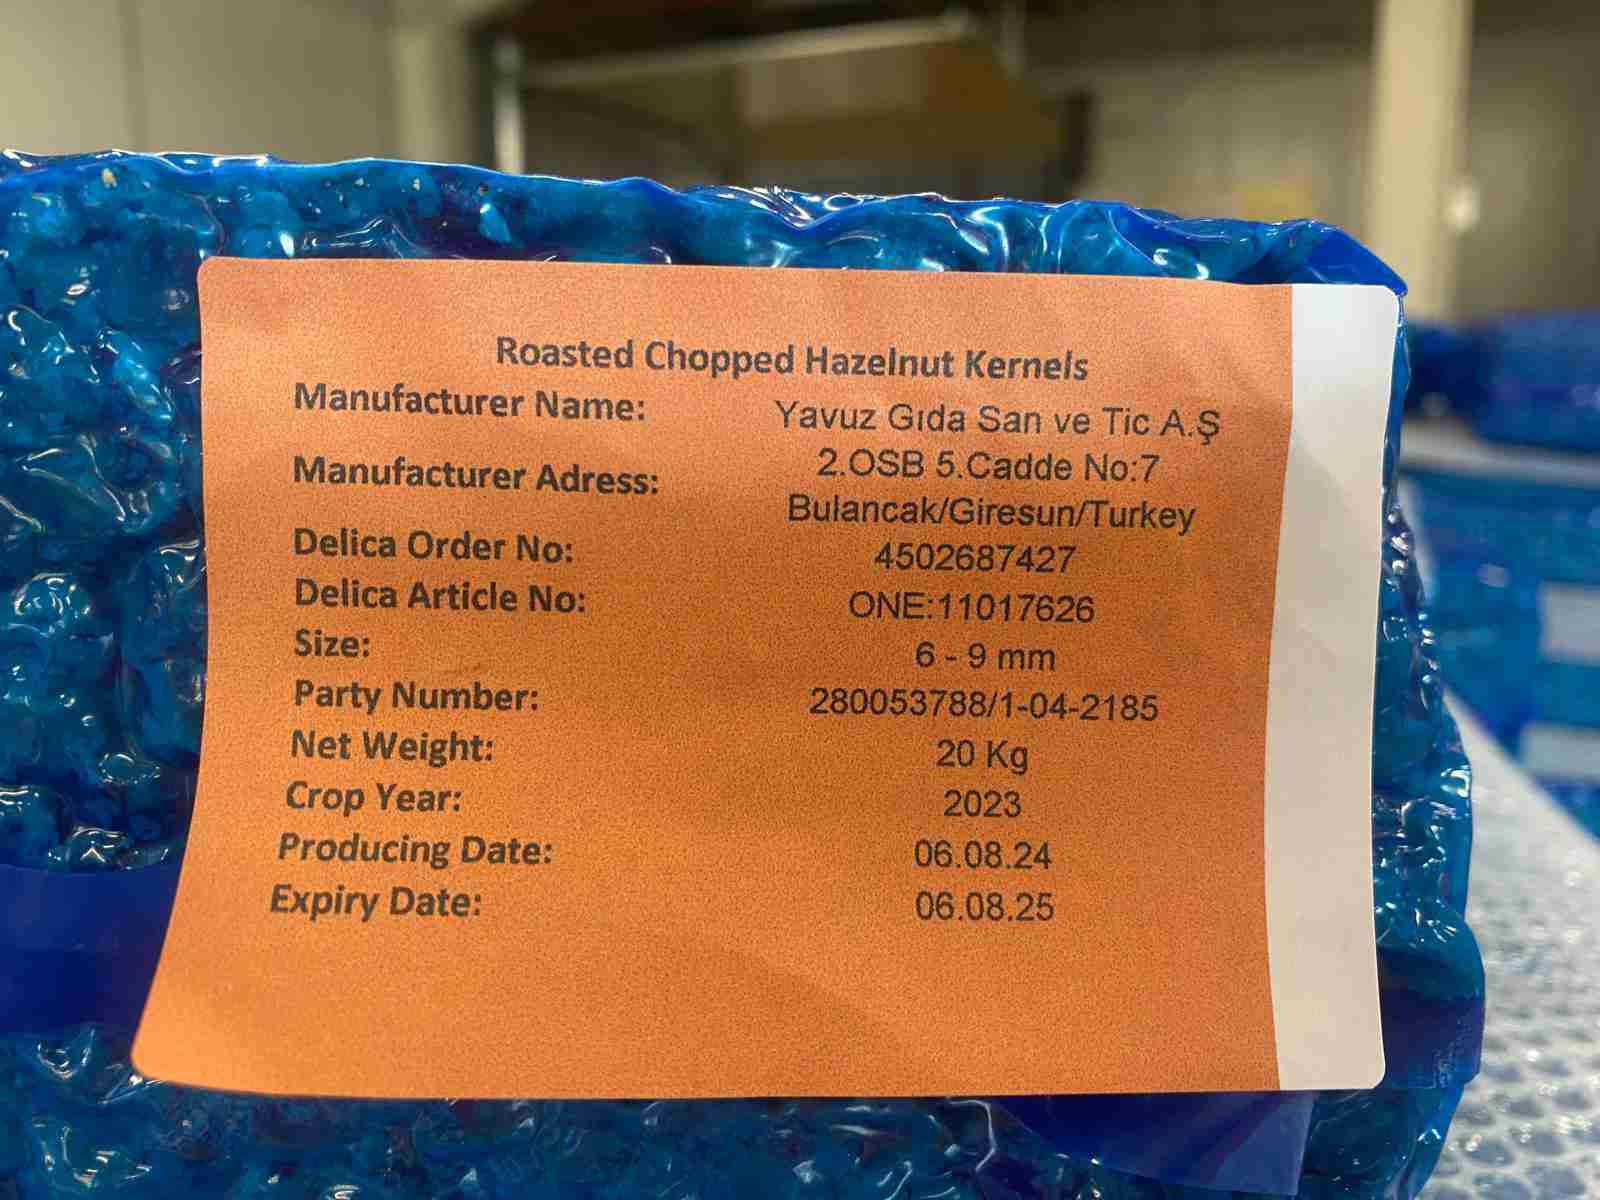 Roasted Chopped Hazelnut Kernels
Manufacturer Name: Yavuz Gıda San ve Tic A.Ş
Manufacturer Adress: 2.OSB 5.Cadde No:7
Bulancak/Giresun/Turkey
Delica Order No: 4502687427
Delica Article No: ONE:11017626
Size: 6 - 9 mm
Party Number: 280053788/1-04-2185
Net Weight: 20 Kg
Crop Year: 2023
Producing Date: 06.08.24
Expiry Date: 06.08.25